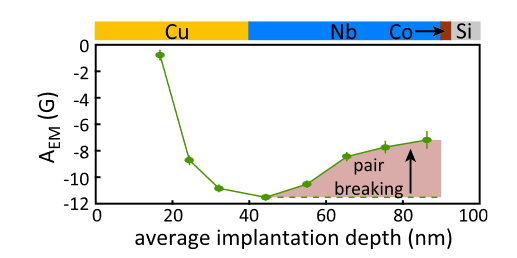 Cu Nb Co Si
0
-2
-4
-6
-8
-10
-12
A_EM (G)
pair
breaking
0 20 40 60 80 100
average implantation depth (nm)